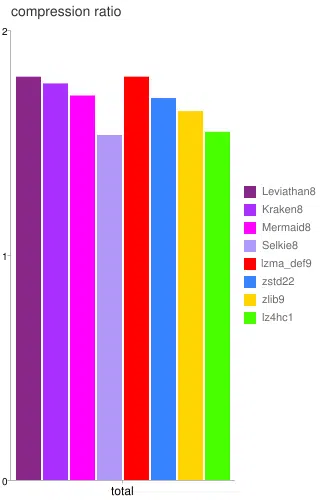 compression ratio
2
1
0
total
Leviathan8
Kraken8
Mermaid8
Selkie8
lzma_def9
zstd22
zlib9
lz4hc1